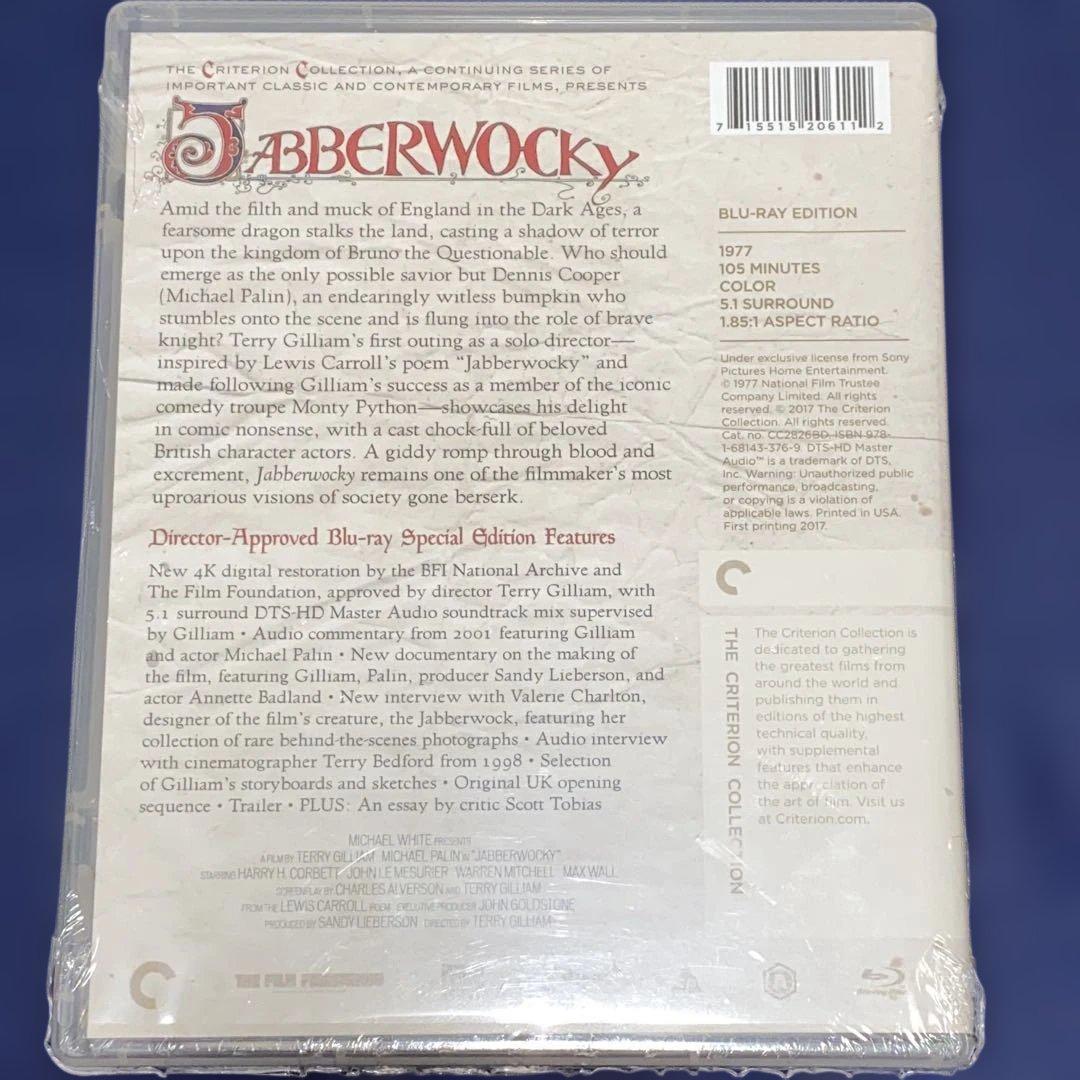 THE CRITERION COLLECTION, A CONTINUING SERIES OF
IMPORTANT CLASSIC AND CONTEMPORARY FILMS, PRESENTS
JABBERWOCKY
Amid the filth and muck of England in the Dark Ages, a
fearsome dragon stalks the land, casting a shadow of terror
upon the kingdom of Bruno the Questionable. Who should
emerge as the only possible savior but Dennis Cooper
(Michael Palin), an endearingly witless bumpkin who
stumbles onto the scene and is flung into the role of brave
knight? Terry Gilliam's first outing as a solo director—
inspired by Lewis Carroll's poem “Jabberwocky” and
made following Gilliam's success as a member of the iconic
comedy troupe Monty Python—showcases his delight
in comic nonsense, with a cast chock-full of beloved
British character actors. A giddy romp through blood and
excrement, Jabberwocky remains one of the filmmaker's most
uproarious visions of society gone berserk.
Director-Approved Blu-ray Special Edition Features
New 4K digital restoration by the BFI National Archive and
The Film Foundation, approved by director Terry Gilliam, with
5.1 surround DTS-HD Master Audio soundtrack mix supervised
by Gilliam • Audio commentary from 2001 featuring Gilliam
and actor Michael Palin • New documentary on the making of
the film, featuring Gilliam, Palin, producer Sandy Lieberson, and
actor Annette Badland • New interview with Valerie Charlton,
designer of the film's creature, the Jabberwock, featuring her
collection of rare behind-the-scenes photographs • Audio interview
with cinematographer Terry Bedford from 1998 • Selection
of Gilliam's storyboards and sketches • Original UK opening
sequence • Trailer • PLUS: An essay by critic Scott Tobias
MICHAEL WHITE PRESENTS
A FILM BY TERRY GILLIAM MICHAEL PALIN IN “JABBERWOCKY”
STARRING HARRY H. CORBETT JOHN LE MESURIER WARREN MITCHELL MAX WALL
SCREENPLAY BY CHARLES ALVERSON AND TERRY GILLIAM
FROM THE LEWIS CARROLL POEM EXECUTIVE PRODUCER JOHN GOLDSTONE
PRODUCED BY SANDY LIEBERSON DIRECTED BY TERRY GILLIAM
THE FILM FOUNDATION
7 15515 20611 2
BLU-RAY EDITION
1977
105 MINUTES
COLOR
5.1 SURROUND
1.85:1 ASPECT RATIO
Under exclusive license from Sony
Pictures Home Entertainment.
© 1977 National Film Trustee
Company Limited. All rights
reserved. © 2017 The Criterion
Collection. All rights reserved.
Cat. no. CC2826BD. ISBN 978-
1-68143-376-9. DTS-HD Master
Audio™ is a trademark of DTS,
Inc. Warning: Unauthorized public
performance, broadcasting,
or copying is a violation of
applicable laws. Printed in USA.
First printing 2017.
THE CRITERION COLLECTION
The Criterion Collection is
dedicated to gathering
the greatest films from
around the world and
publishing them in
editions of the highest
technical quality,
with supplemental
features that enhance
the appreciation of
the art of film. Visit us
at Criterion.com.